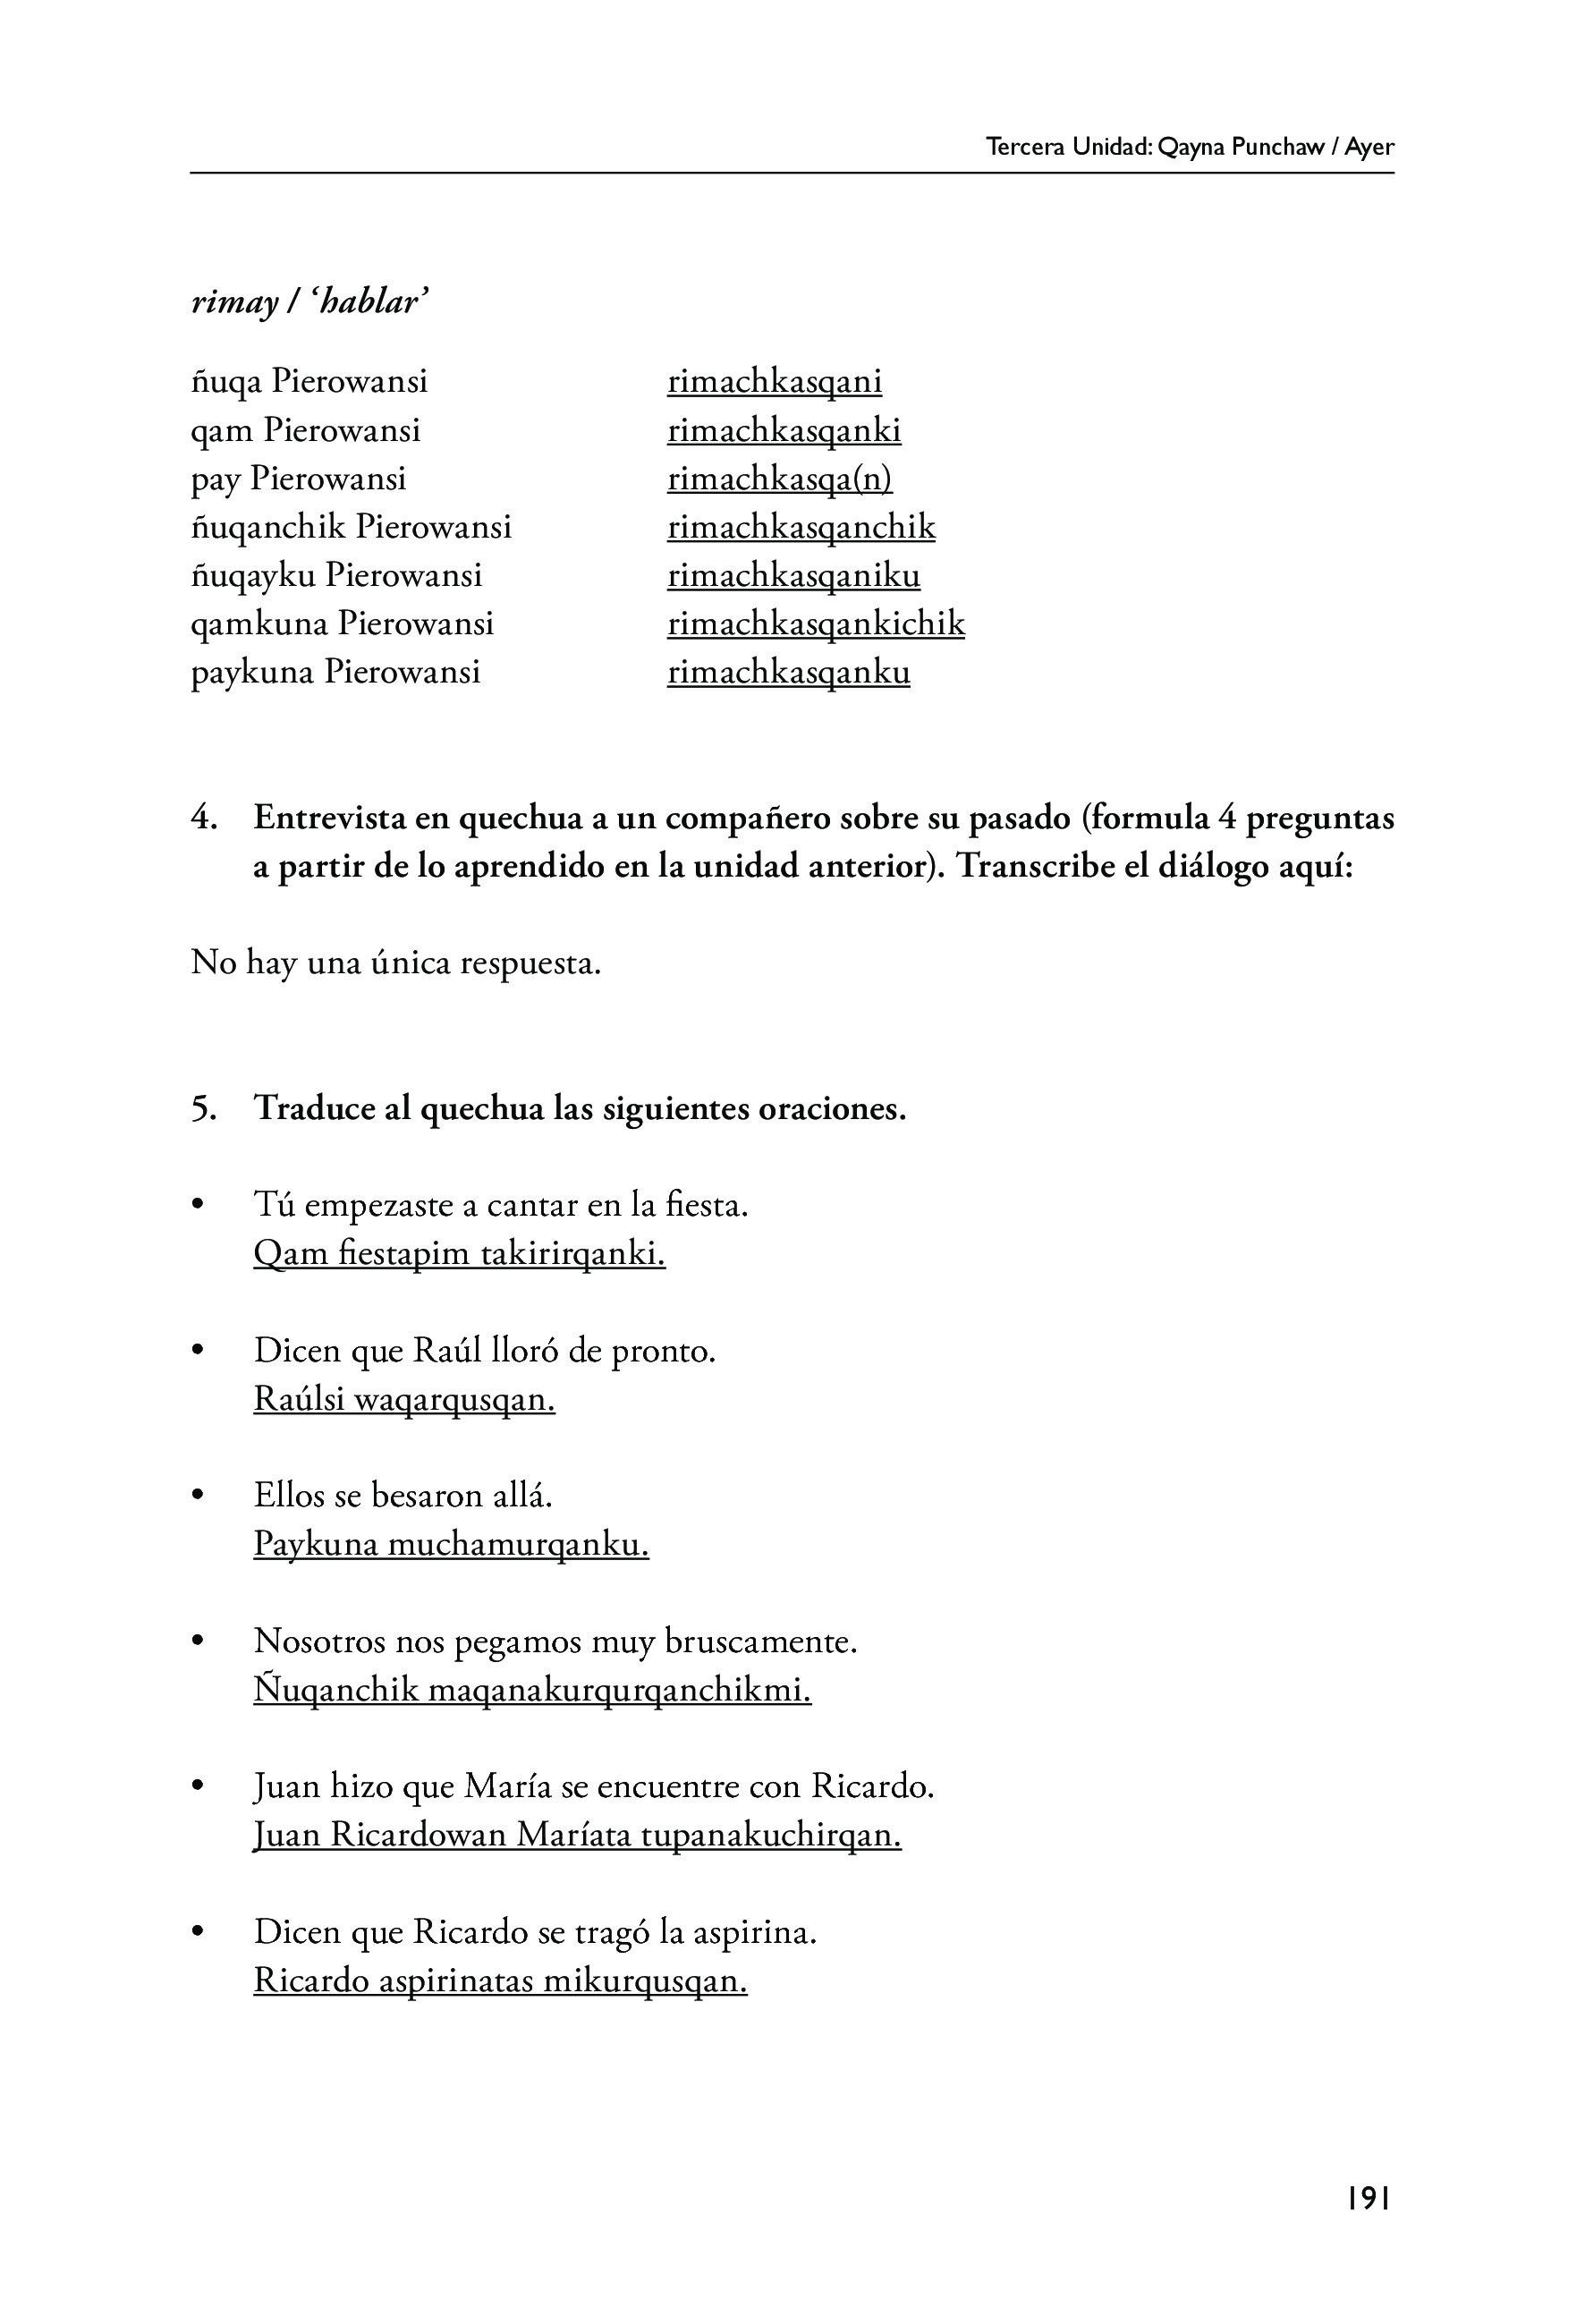 Tercera Unidad: Qayna Punchaw / Ayer
rimay / ‘hablar’
ñuqa Pierowansi rimachkasqani
qam Pierowansi rimachkasqanki
pay Pierowansi rimachkasqa(n)
ñuqanchik Pierowansi rimachkasqanchik
ñuqayku Pierowansi rimachkasqaniku
qamkuna Pierowansi rimachkasqankichik
paykuna Pierowansi rimachkasqanku
4. Entrevista en quechua a un compañero sobre su pasado (formula 4 preguntas
a partir de lo aprendido en la unidad anterior). Transcribe el diálogo aquí:
No hay una única respuesta.
5. Traduce al quechua las siguientes oraciones.
• Tú empezaste a cantar en la fiesta.
Qam fiestapim takirirqanki.
• Dicen que Raúl lloró de pronto.
Raúlsi waqarqusqan.
• Ellos se besaron allá.
Paykuna muchamurqanku.
• Nosotros nos pegamos muy bruscamente.
Ñuqanchik maqanakurqurqanchikmi.
• Juan hizo que María se encuentre con Ricardo.
Juan Ricardowan Maríata tupanakuchirqan.
• Dicen que Ricardo se tragó la aspirina.
Ricardo aspirinatas mikurqusqan.
191